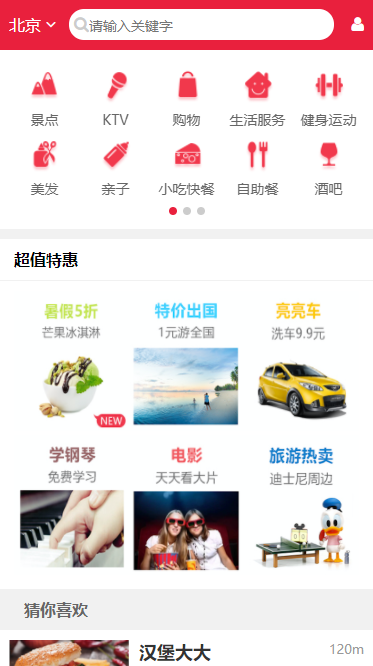 北京 请输入关键字
景点 KTV 购物 生活服务 健身运动
美发 亲子 小吃快餐 自助餐 酒吧
超值特惠
暑假5折 特价出国 亮亮车
芒果冰淇淋 1元游全国 洗车9.9元
NEW
学钢琴 电影 旅游热卖
免费学习 天天看大片 迪士尼周边
猜你喜欢
汉堡大大 120m